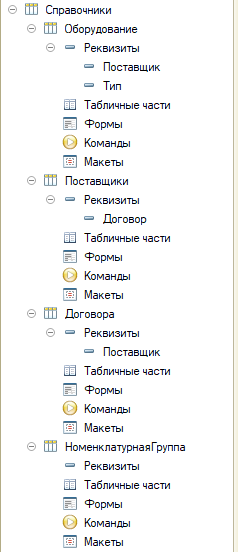 Справочники
Оборудование
Реквизиты
Поставщик
Тип
Табличные части
Формы
Команды
Макеты
Поставщики
Реквизиты
Договор
Табличные части
Формы
Команды
Макеты
Договора
Реквизиты
Поставщик
Табличные части
Формы
Команды
Макеты
НоменклатурнаяГруппа
Реквизиты
Табличные части
Формы
Команды
Макеты